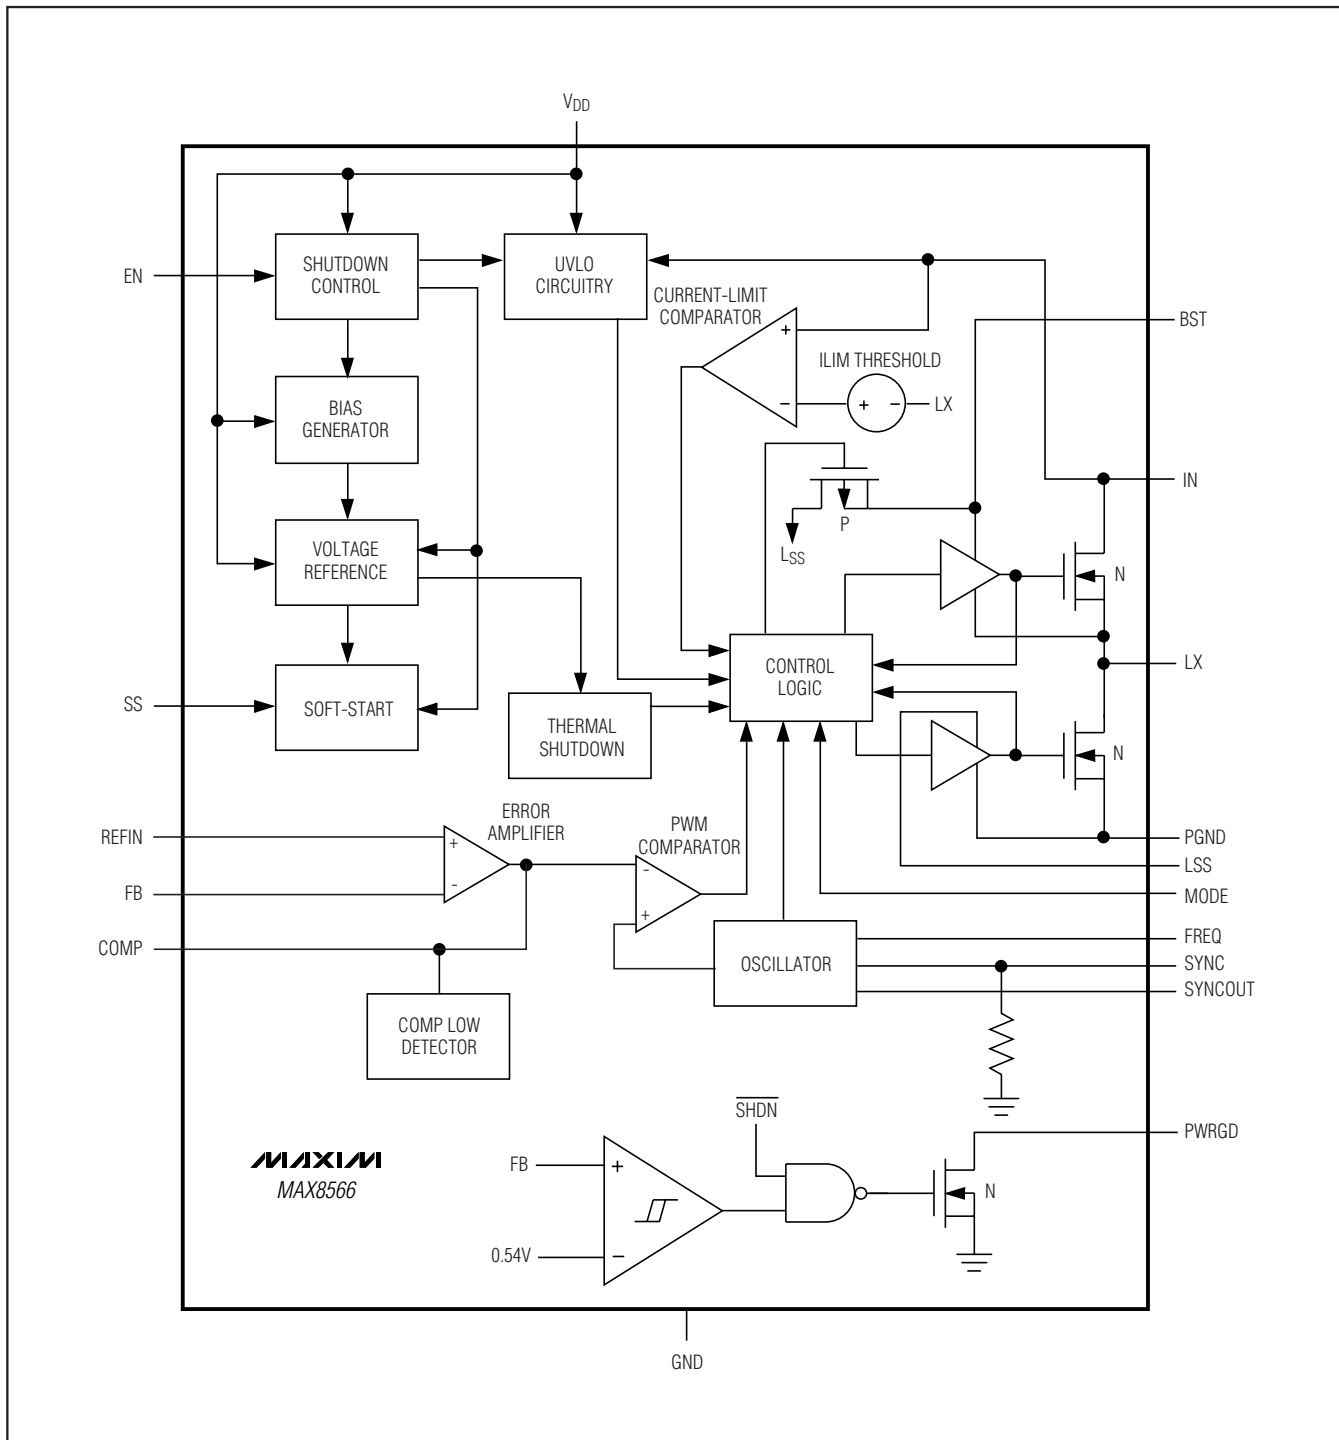 VDD
EN
SHUTDOWN
CONTROL
UVLO
CIRCUITRY
CURRENT-LIMIT
COMPARATOR
+
−
ILIM THRESHOLD
+ −
LX
BST
BIAS
GENERATOR
IN
P
LSS
VOLTAGE
REFERENCE
N
CONTROL
LOGIC
LX
SS
SOFT-START
THERMAL
SHUTDOWN
N
REFIN
ERROR
AMPLIFIER
+
-
PWM
COMPARATOR
-
+
PGND
LSS
FB
MODE
COMP
OSCILLATOR
FREQ
SYNC
SYNCOUT
COMP LOW
DETECTOR
SHDN
PWRGD
MAXIM
MAX8566
FB
+
N
0.54V
−
GND